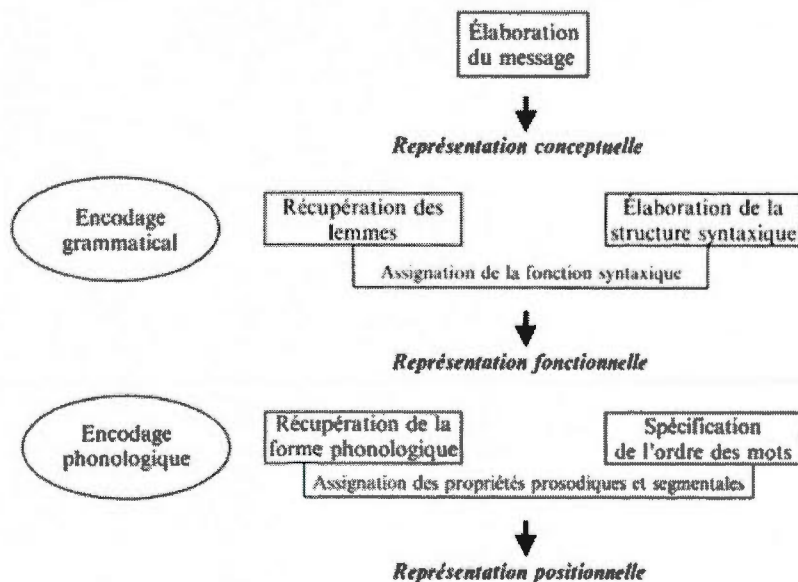 Élaboration
du message
Représentation conceptuelle
Encodage
grammatical
Récupération des
lemmes
Élaboration de la
structure syntaxique
Assignation de la fonction syntaxique
Représentation fonctionnelle
Encodage
phonologique
Récupération de la
forme phonologique
Spécification
de l'ordre des mots
Assignation des propriétés prosodiques et segmentales
Représentation positionnelle